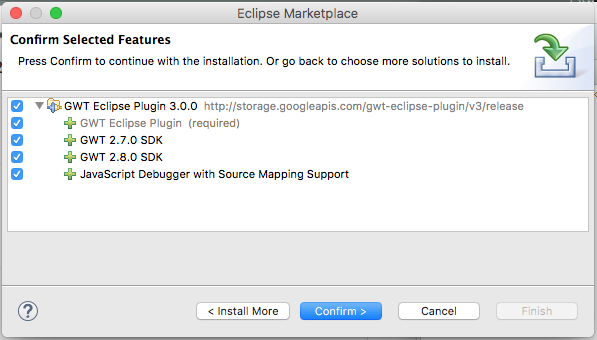 Eclipse Marketplace
Confirm Selected Features
Press Confirm to continue with the installation. Or go back to choose more solutions to install.
GWT Eclipse Plugin 3.0.0 http://storage.googleapis.com/gwt-eclipse-plugin/v3/release
GWT Eclipse Plugin (required)
GWT 2.7.0 SDK
GWT 2.8.0 SDK
JavaScript Debugger with Source Mapping Support
? < Install More Confirm > Cancel Finish